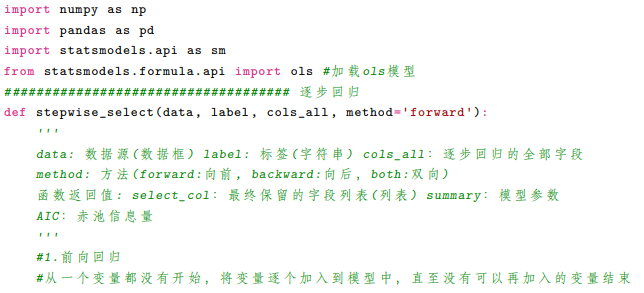 import numpy as np
import pandas as pd
import statsmodels.api as sm
from statsmodels.formula.api import ols #加载ols模型
################################### 逐步回归
def stepwise_select(data, label, cols_all, method='forward'):
    '''
    data: 数据源(数据框) label: 标签(字符串) cols_all: 逐步回归的全部字段
    method: 方法(forward:向前, backward:向后, both:双向)
    函数返回值: select_col: 最终保留的字段列表(列表) summary: 模型参数
    AIC: 赤池信息量
    '''
    #1.前向回归
    #从一个变量都没有开始, 将变量逐个加入到模型中, 直至没有可以再加入的变量结束